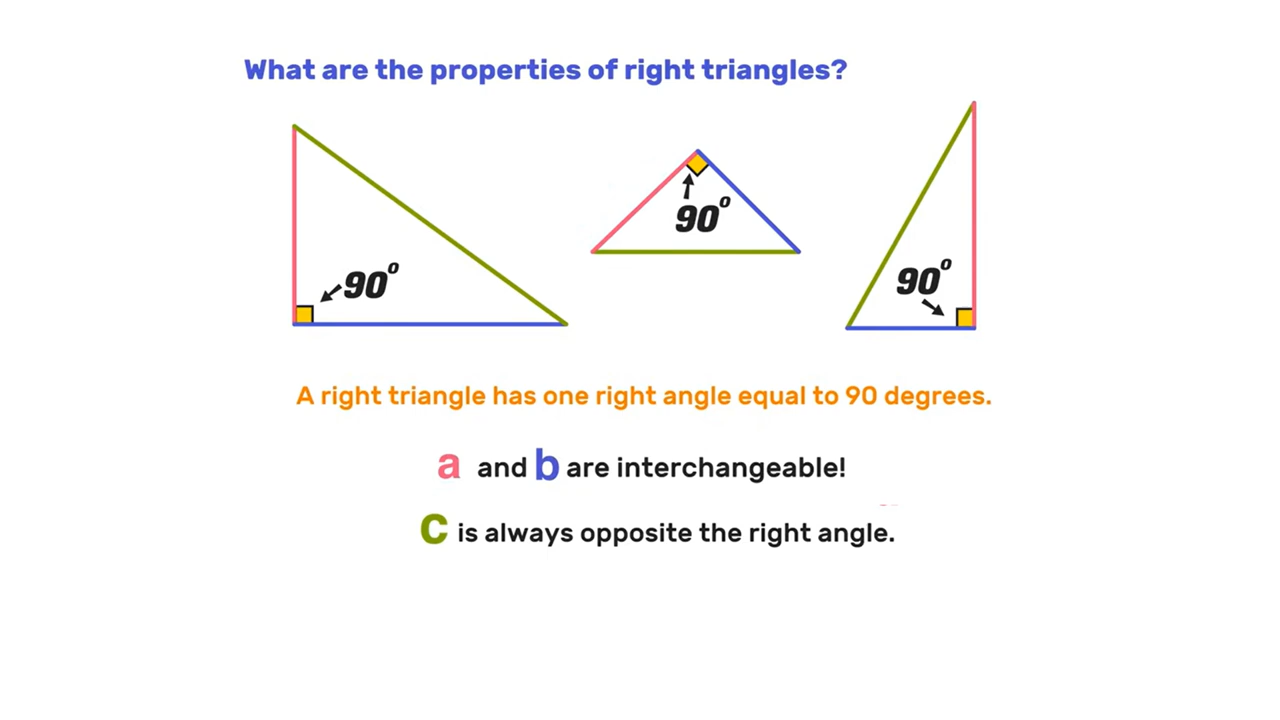 What are the properties of right triangles?
90°
90°
90°
A right triangle has one right angle equal to 90 degrees.
a and b are interchangeable!
C is always opposite the right angle.